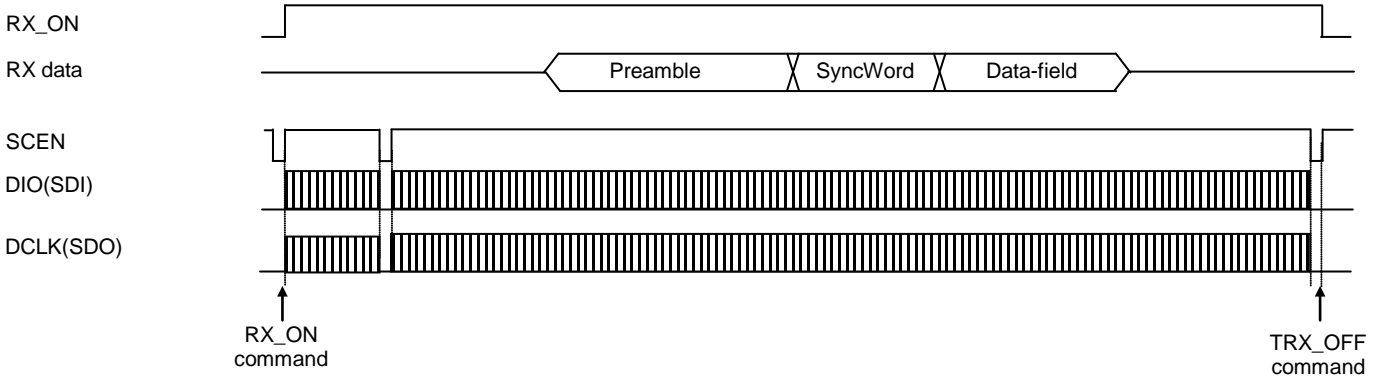 RX_ON
RX data
Preamble
SyncWord
Data-field
SCEN
DIO(SDI)
DCLK(SDO)
RX_ON
command
TRX_OFF
command